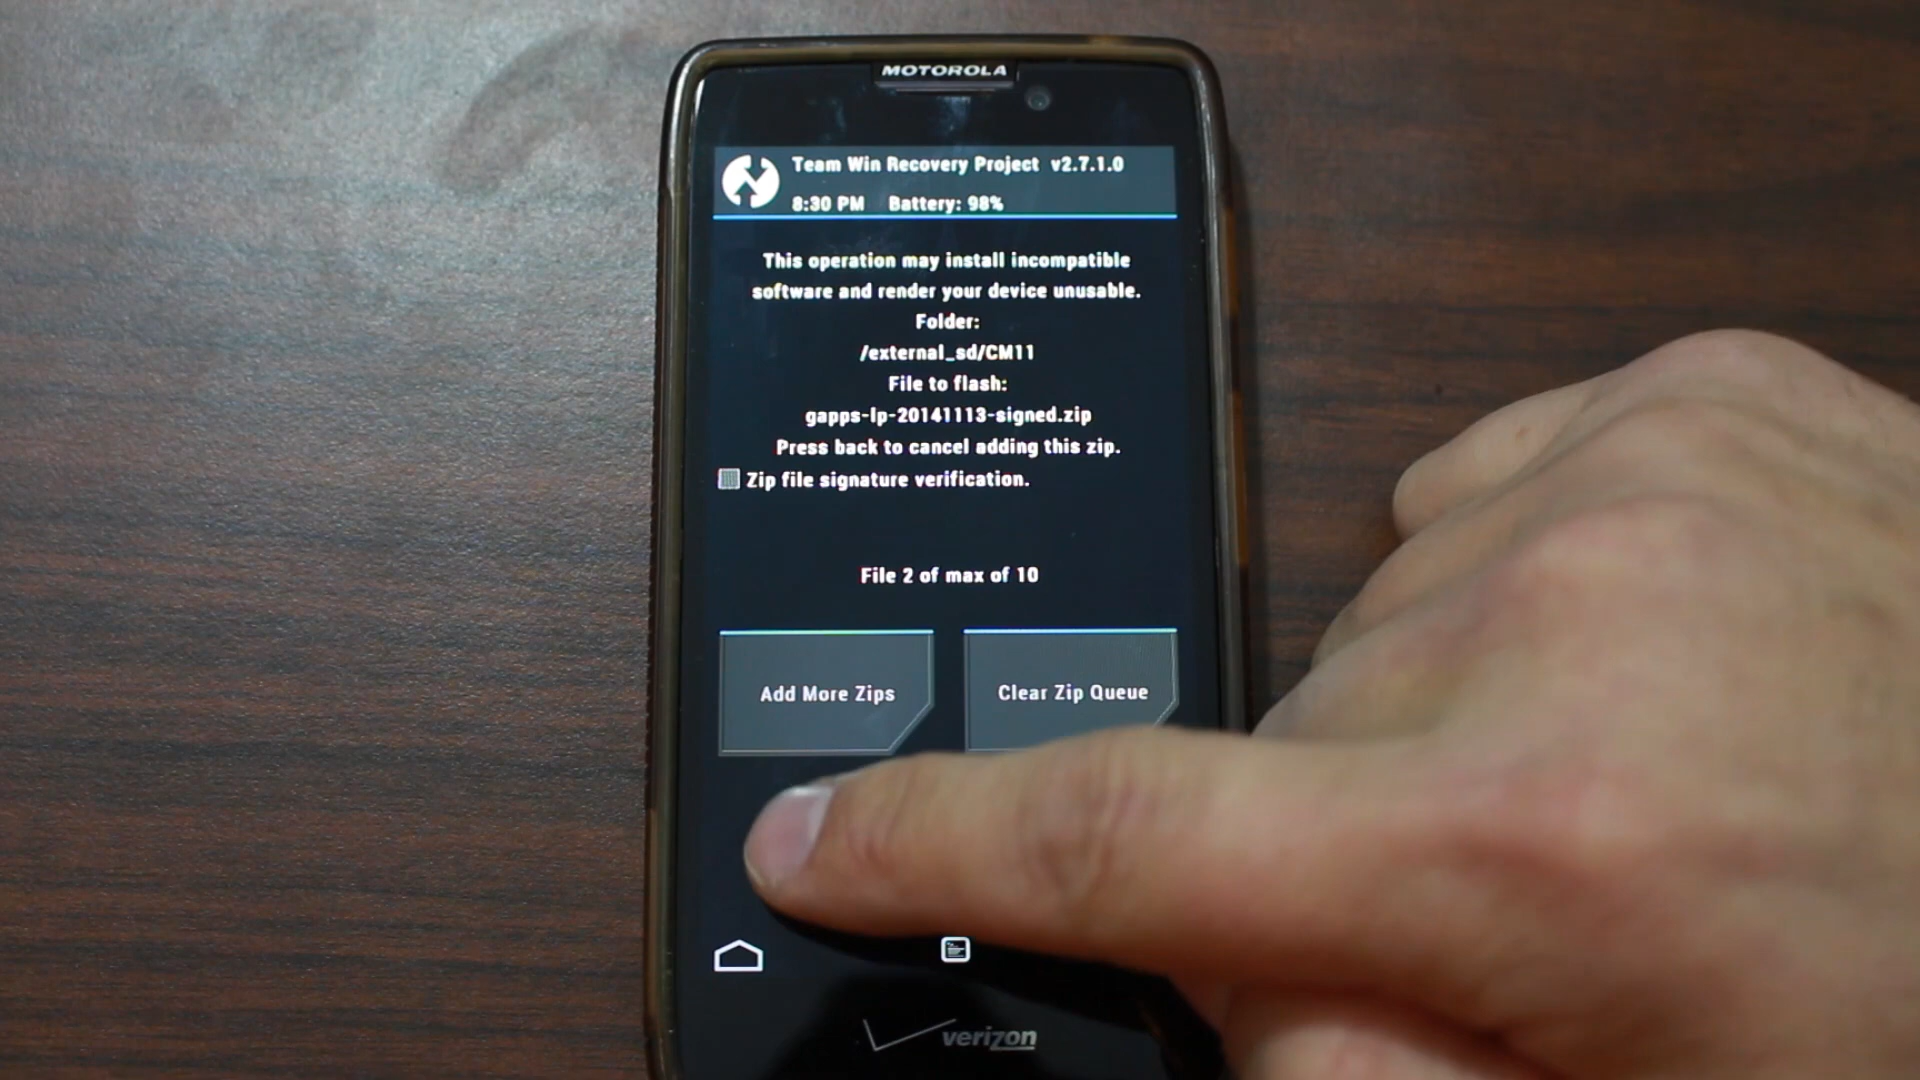 MOTOROLA
Team Win Recovery Project v2.7.1.0
8:30 PM Battery: 98%
This operation may install incompatible
software and render your device unusable.
Folder:
/external_sd/CM11
File to flash:
gapps-lp-20141113-signed.zip
Press back to cancel adding this zip.
Zip file signature verification.
File 2 of max of 10
Add More Zips
Clear Zip Queue
verizon